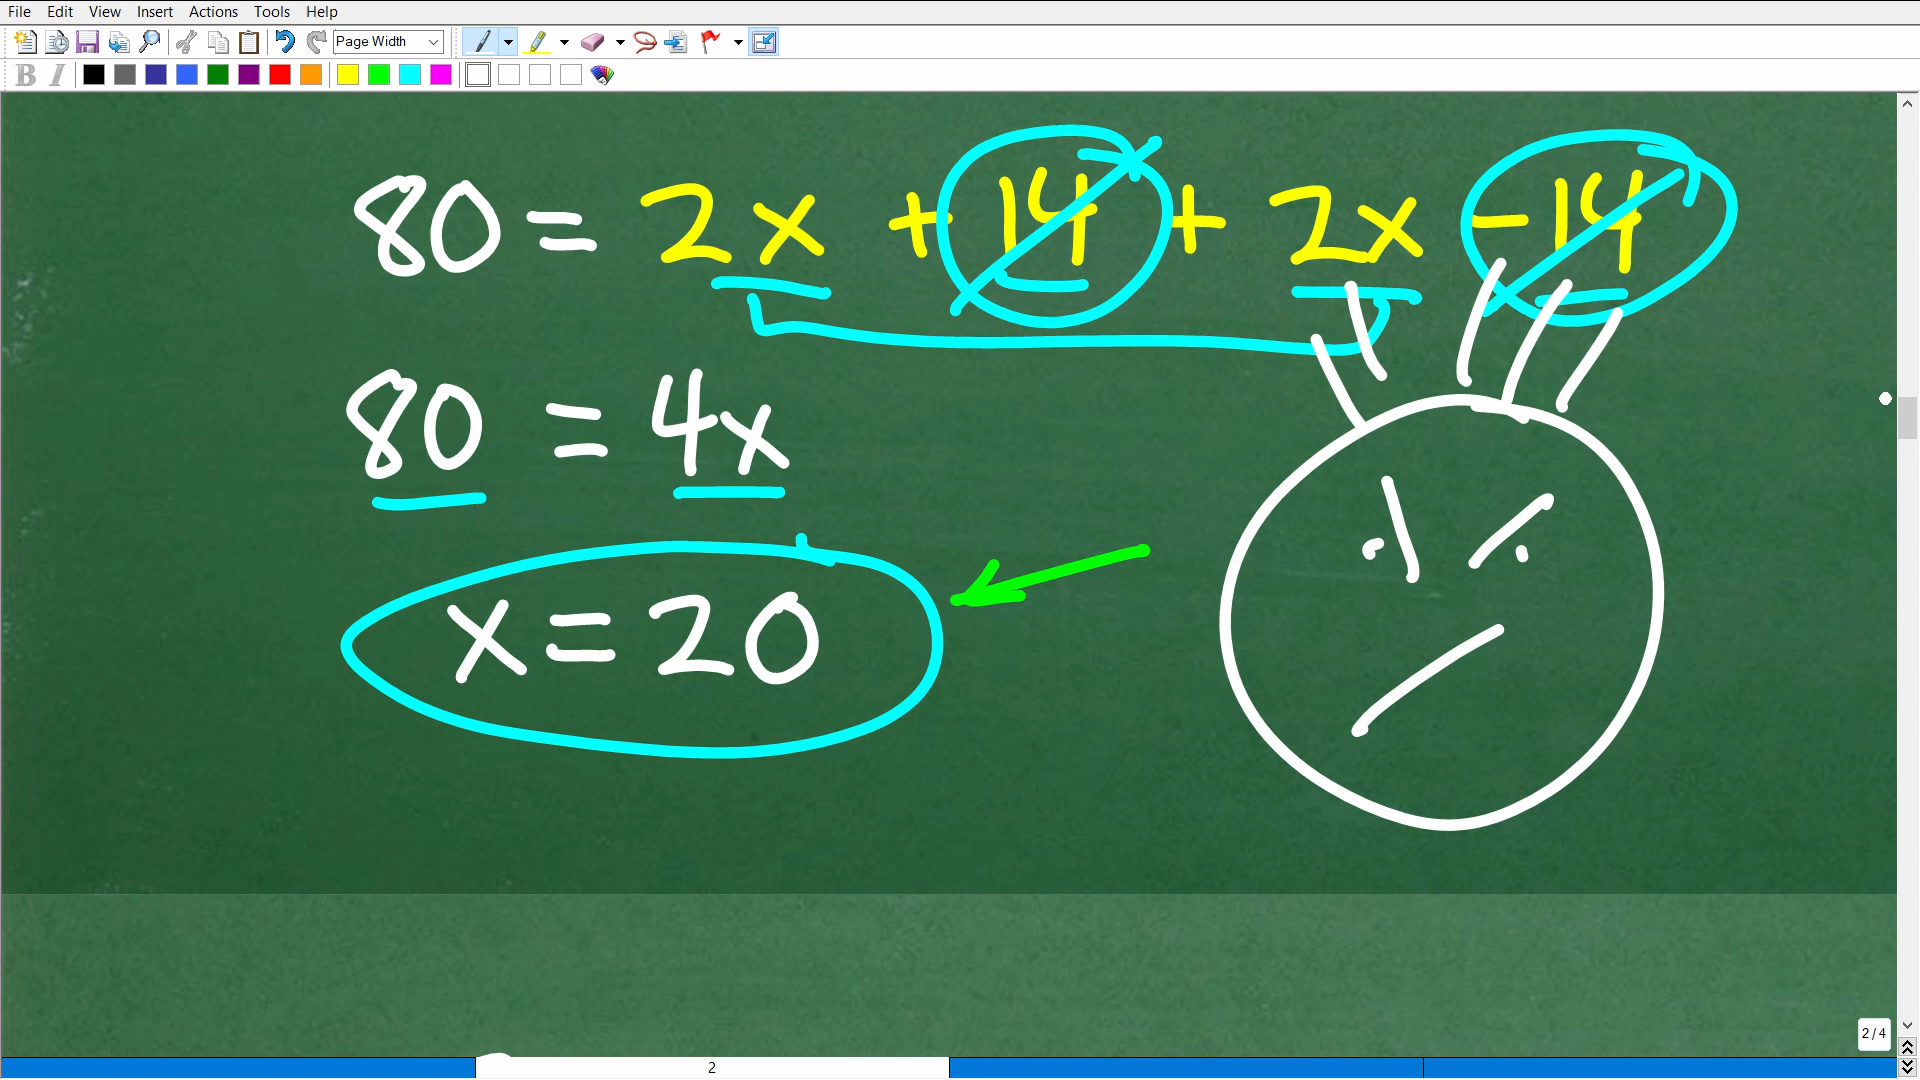 File Edit View Insert Actions Tools Help
Page Width
B I
80 = 2x + 14 + 2x - 14
80 = 4x
x = 20
2 / 4
2